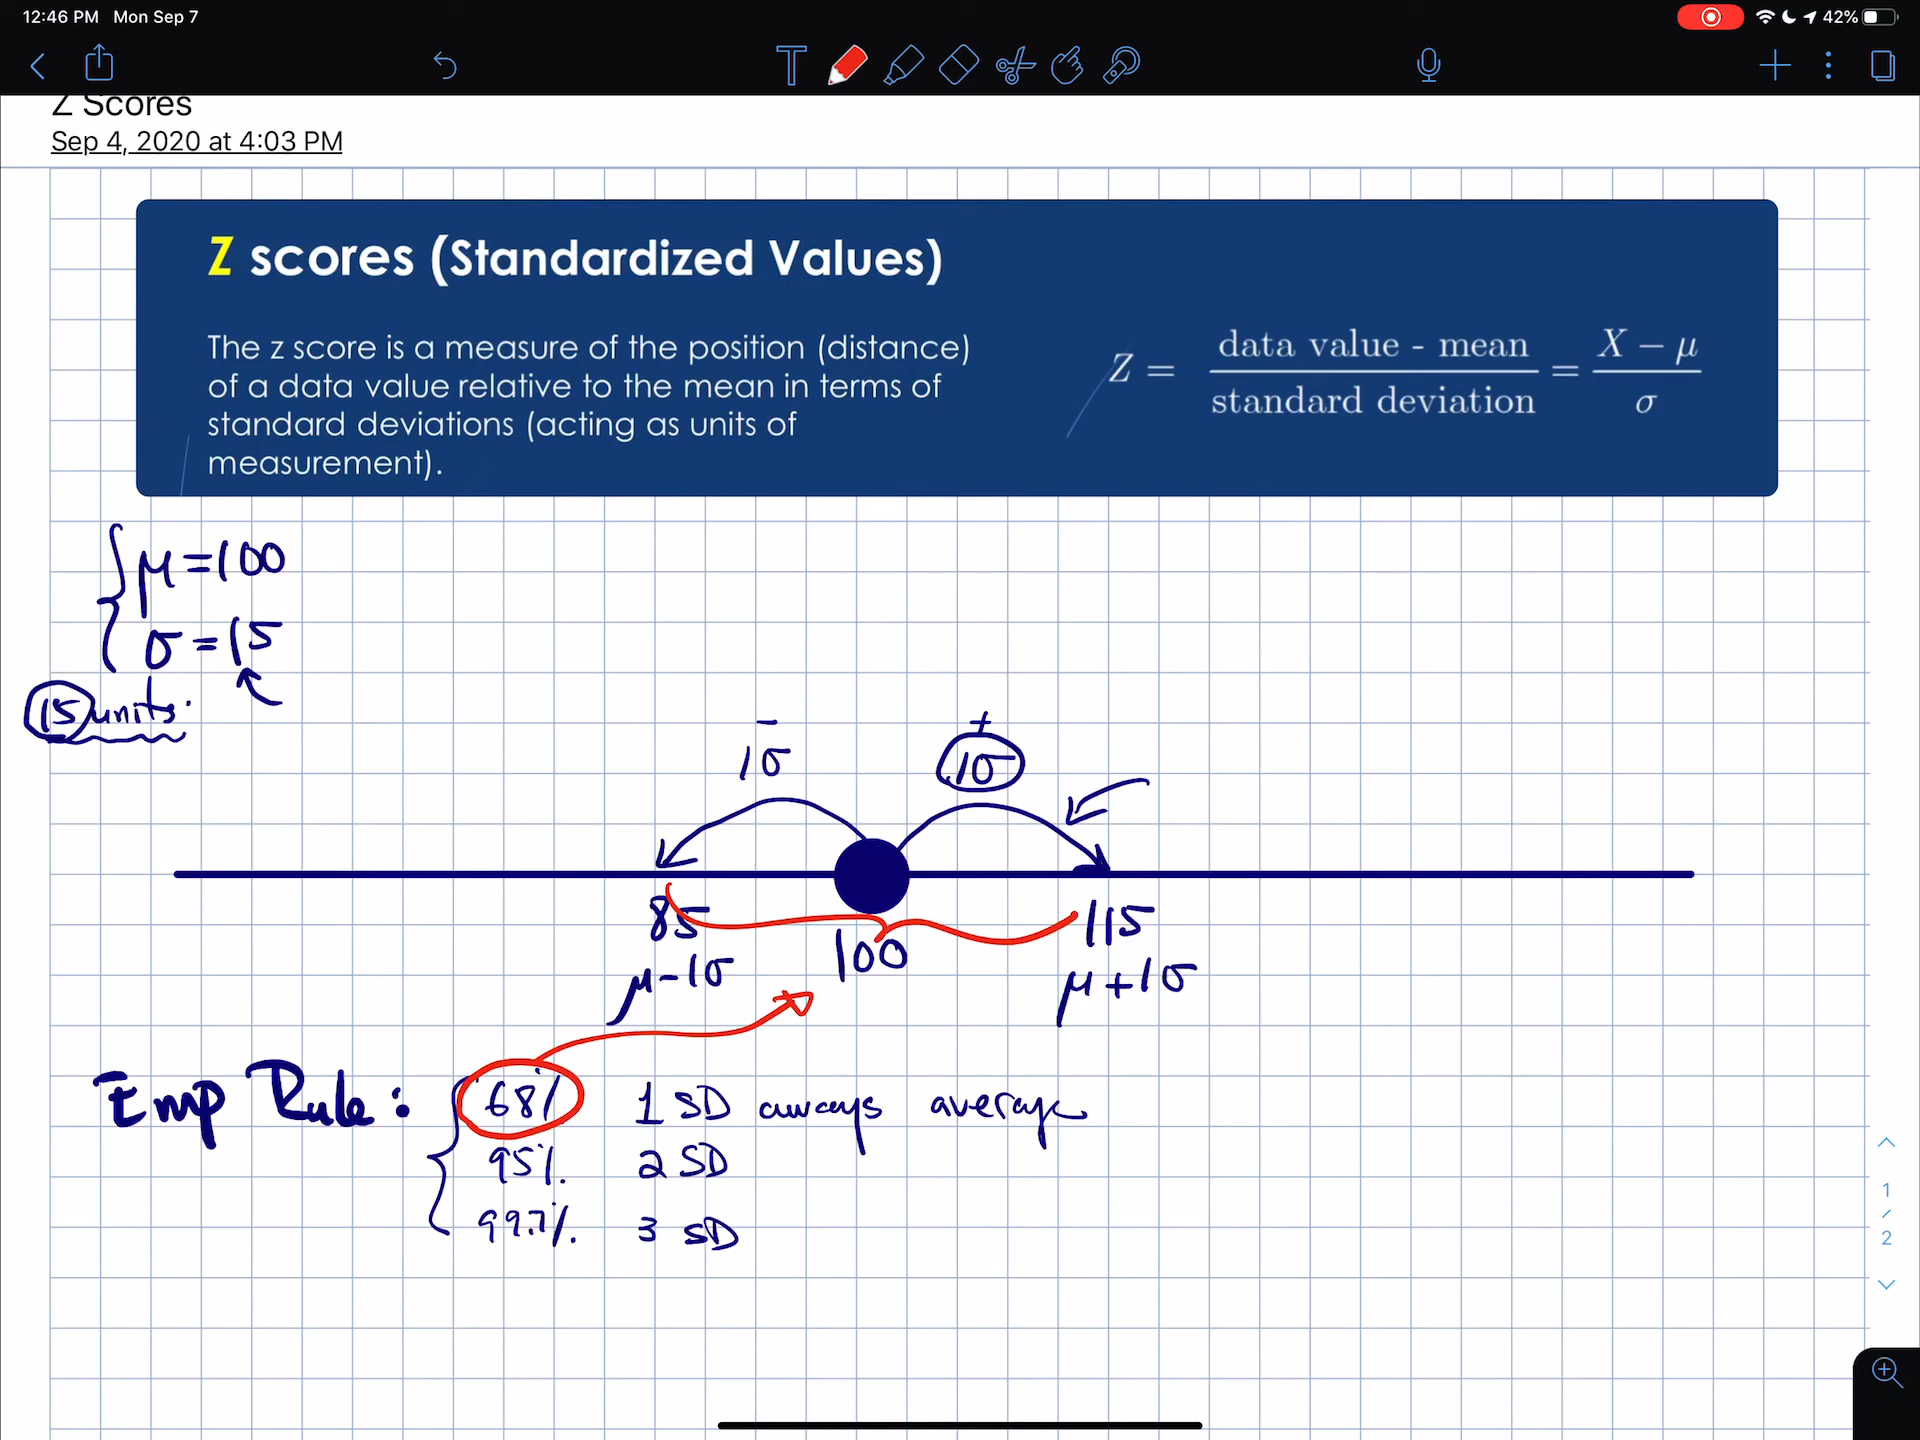 12:46 PM Mon Sep 7
42%
Z Scores
Sep 4, 2020 at 4:03 PM
Z scores (Standardized Values)
The z score is a measure of the position (distance)
of a data value relative to the mean in terms of
standard deviations (acting as units of
measurement).
Z = data value - mean / standard deviation = X − μ / σ
μ = 100
σ = 15
15 units.
− +
1σ 1σ
85 100 115
μ − 1σ μ + 1σ
Emp Rule: 68% 1 SD aways average
95% 2 SD
99.7% 3 SD
1 / 2